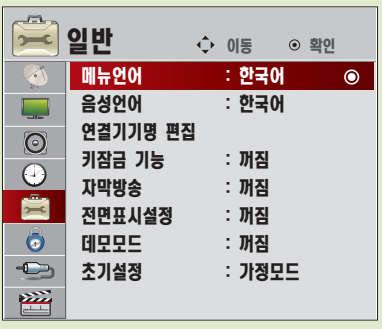 일반 이동 확인
메뉴언어 : 한국어
음성언어 : 한국어
연결기기명 편집
키잠금 기능 : 꺼짐
자막방송 : 꺼짐
전면표시설정 : 꺼짐
데모모드 : 꺼짐
초기설정 : 가정모드